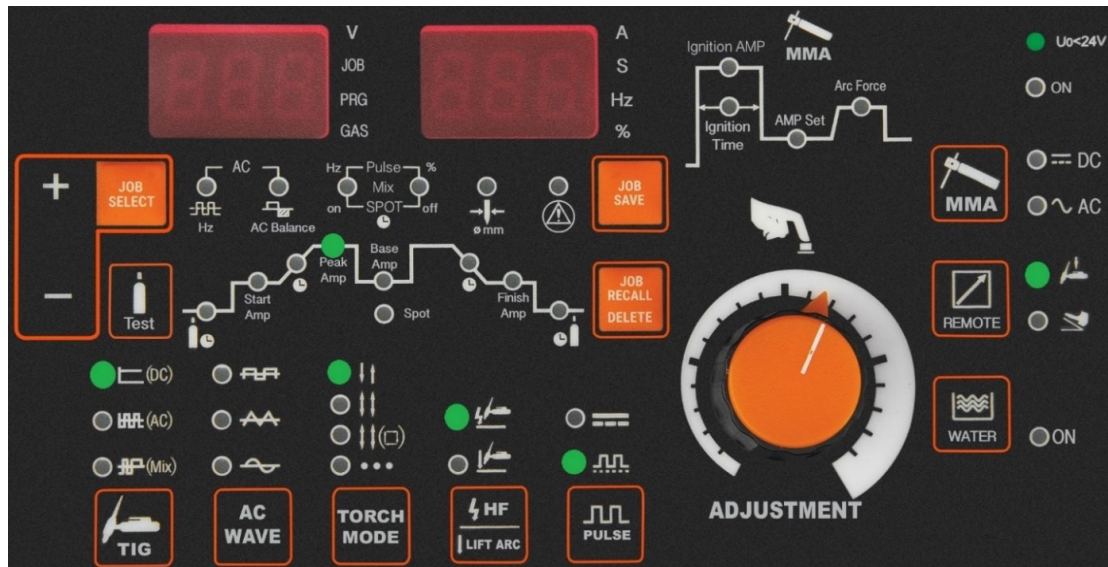 V
JOB
PRG
GAS
A
S
Hz
%
Ignition AMP
MMA
Arc Force
Ignition
Time
AMP Set
Uo<24V
ON
+
JOB
SELECT
AC
Hz
AC Balance
Hz Pulse %
Mix
on SPOT off
ø mm
JOB
SAVE
MMA
DC
AC
−
Test
Start
Amp
Peak
Amp
Base
Amp
Spot
Finish
Amp
JOB
RECALL
DELETE
REMOTE
(DC)
(AC)
(Mix)
WATER
ON
TIG
AC
WAVE
TORCH
MODE
HF
LIFT ARC
PULSE
ADJUSTMENT